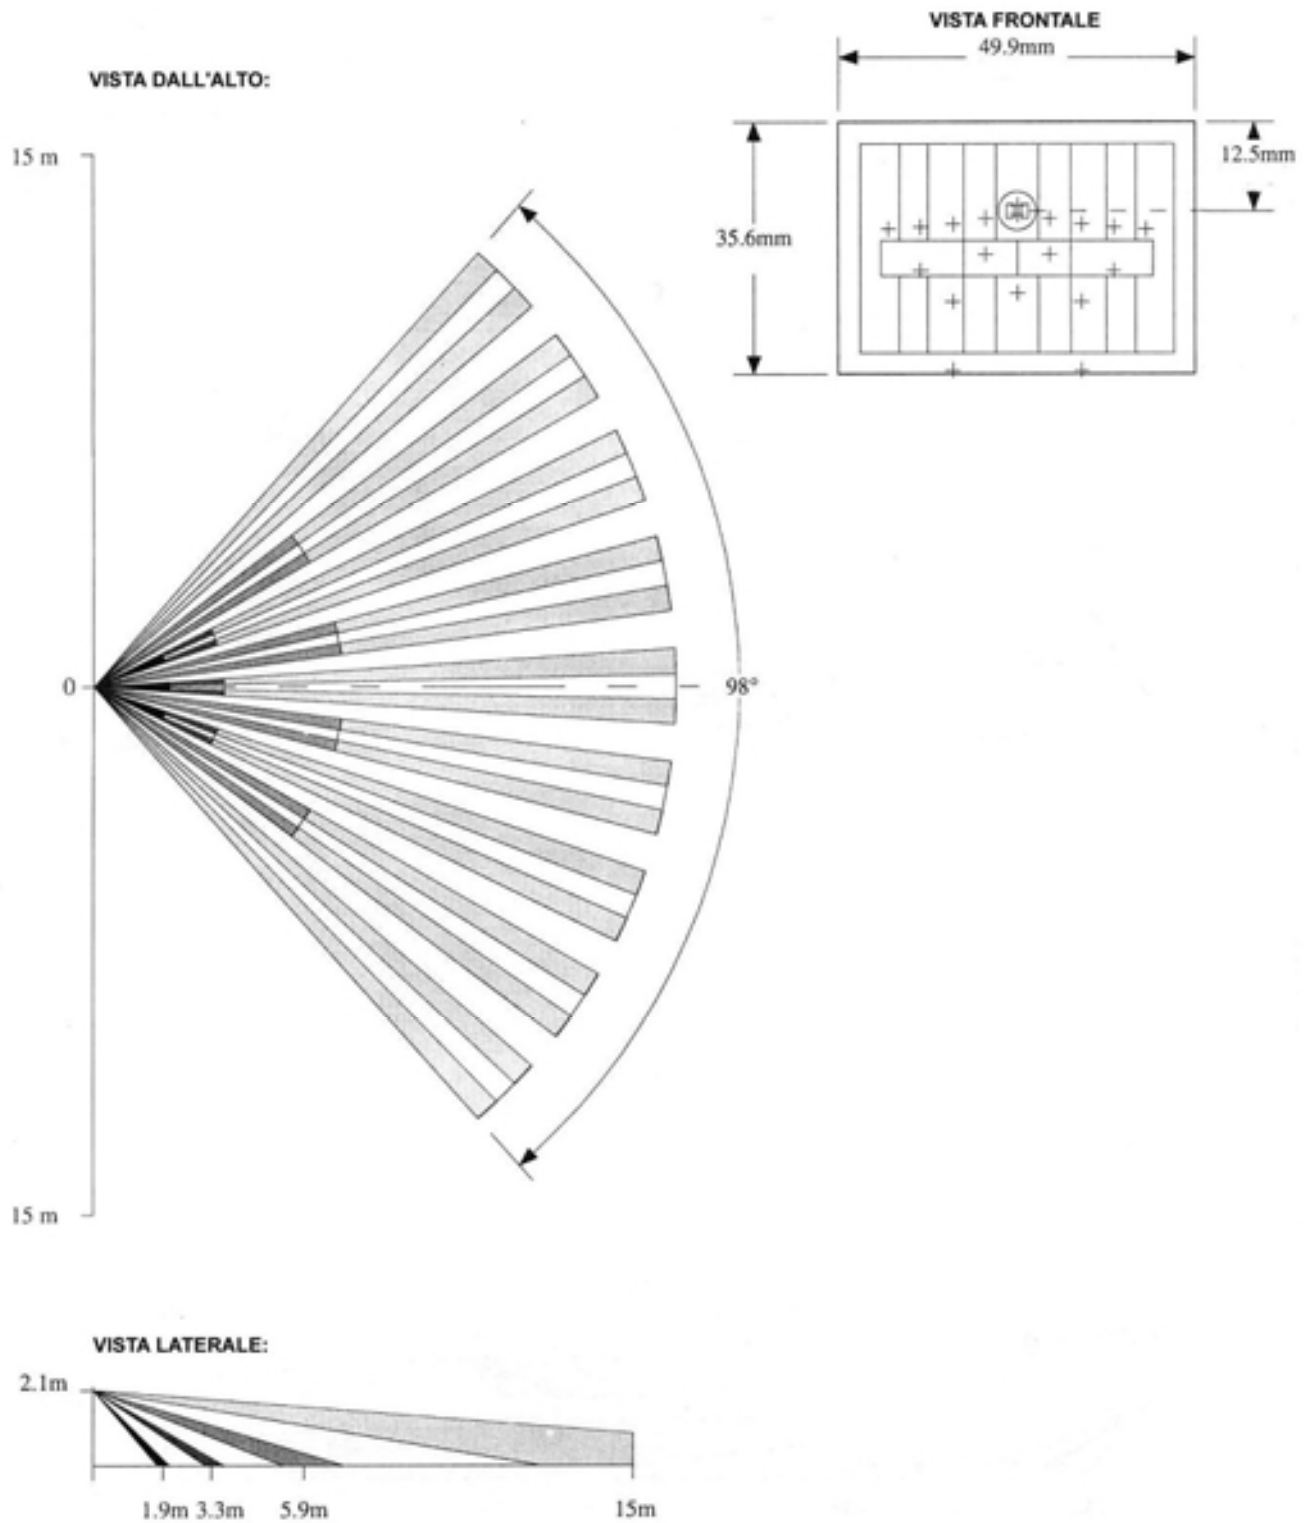 VISTA FRONTALE
49.9mm
VISTA DALL'ALTO:
15 m
12.5mm
35.6mm
0
98°
15 m
VISTA LATERALE:
2.1m
1.9m 3.3m 5.9m 15m